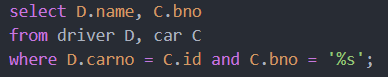 select D.name, C.bno
from driver D, car C
where D.carno = C.id and C.bno = '%s';